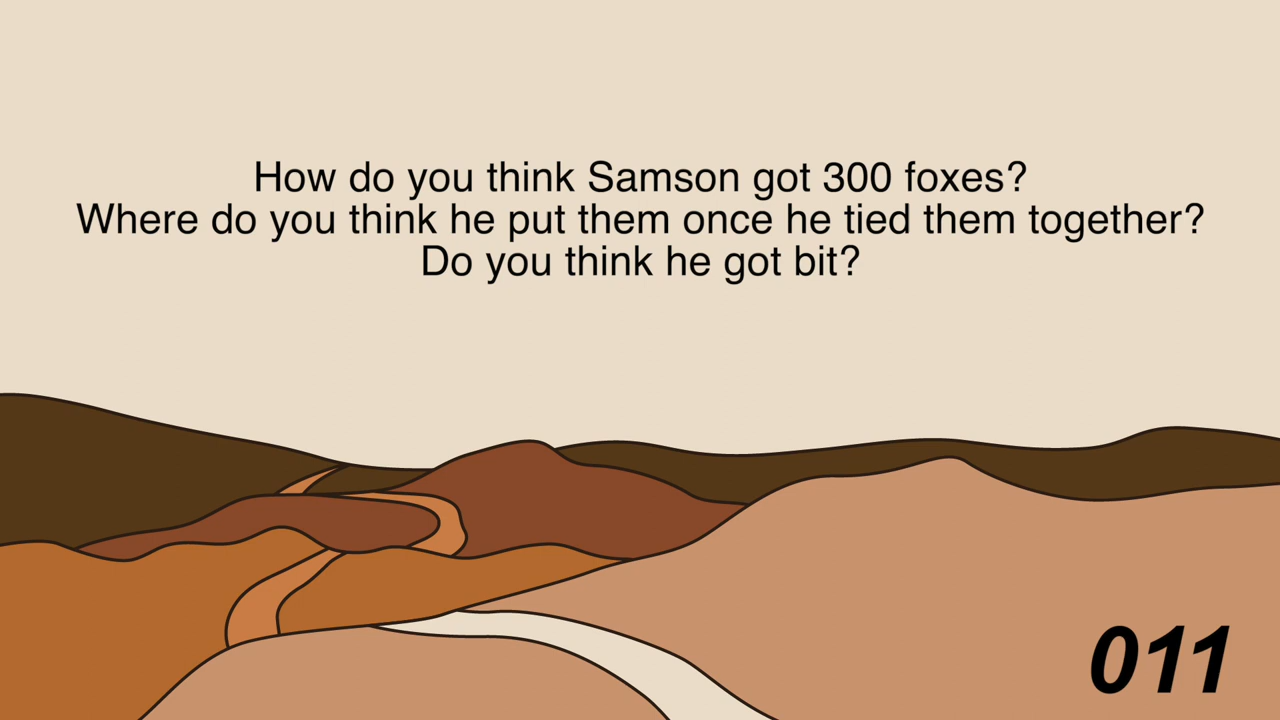 How do you think Samson got 300 foxes?
Where do you think he put them once he tied them together?
Do you think he got bit?
011